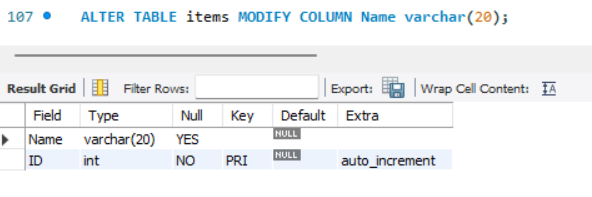 107 ALTER TABLE items MODIFY COLUMN Name varchar(20);
Result Grid Filter Rows: Export: Wrap Cell Content: IA
Field Type Null Key Default Extra
Name varchar(20) YES NULL
ID int NO PRI NULL auto_increment